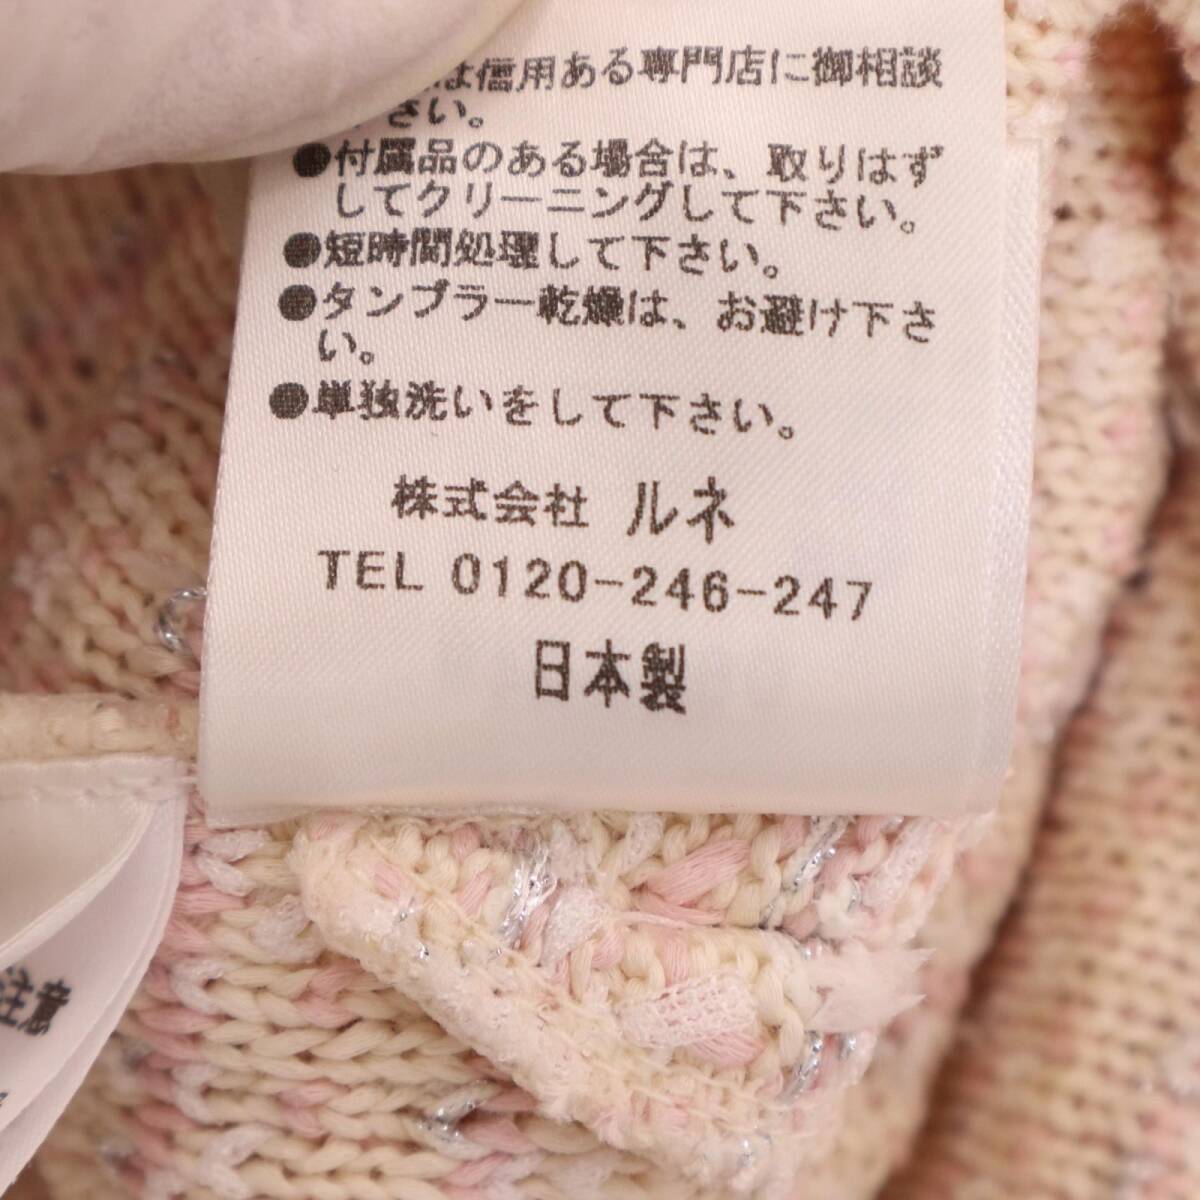 は信用ある専門店に御相談
下さい。
●付属品のある場合は、取りはず
してクリーニングして下さい。
●短時間処理して下さい。
●タンブラー乾燥は、お避け下さ
い。
●単独洗いをして下さい。
株式会社 ルネ
TEL 0120-246-247
日本製
注意